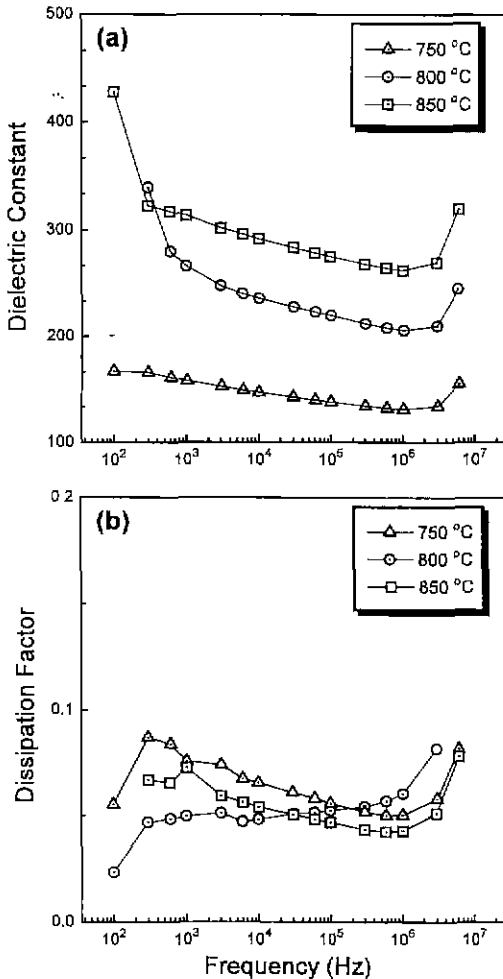 (a)
750 °C
800 °C
850 °C
Dielectric Constant
500
400
300
200
100
10² 10³ 10⁴ 10⁵ 10⁶ 10⁷
(b)
750 °C
800 °C
850 °C
Dissipation Factor
0.2
0.1
0.0
10² 10³ 10⁴ 10⁵ 10⁶ 10⁷
Frequency (Hz)